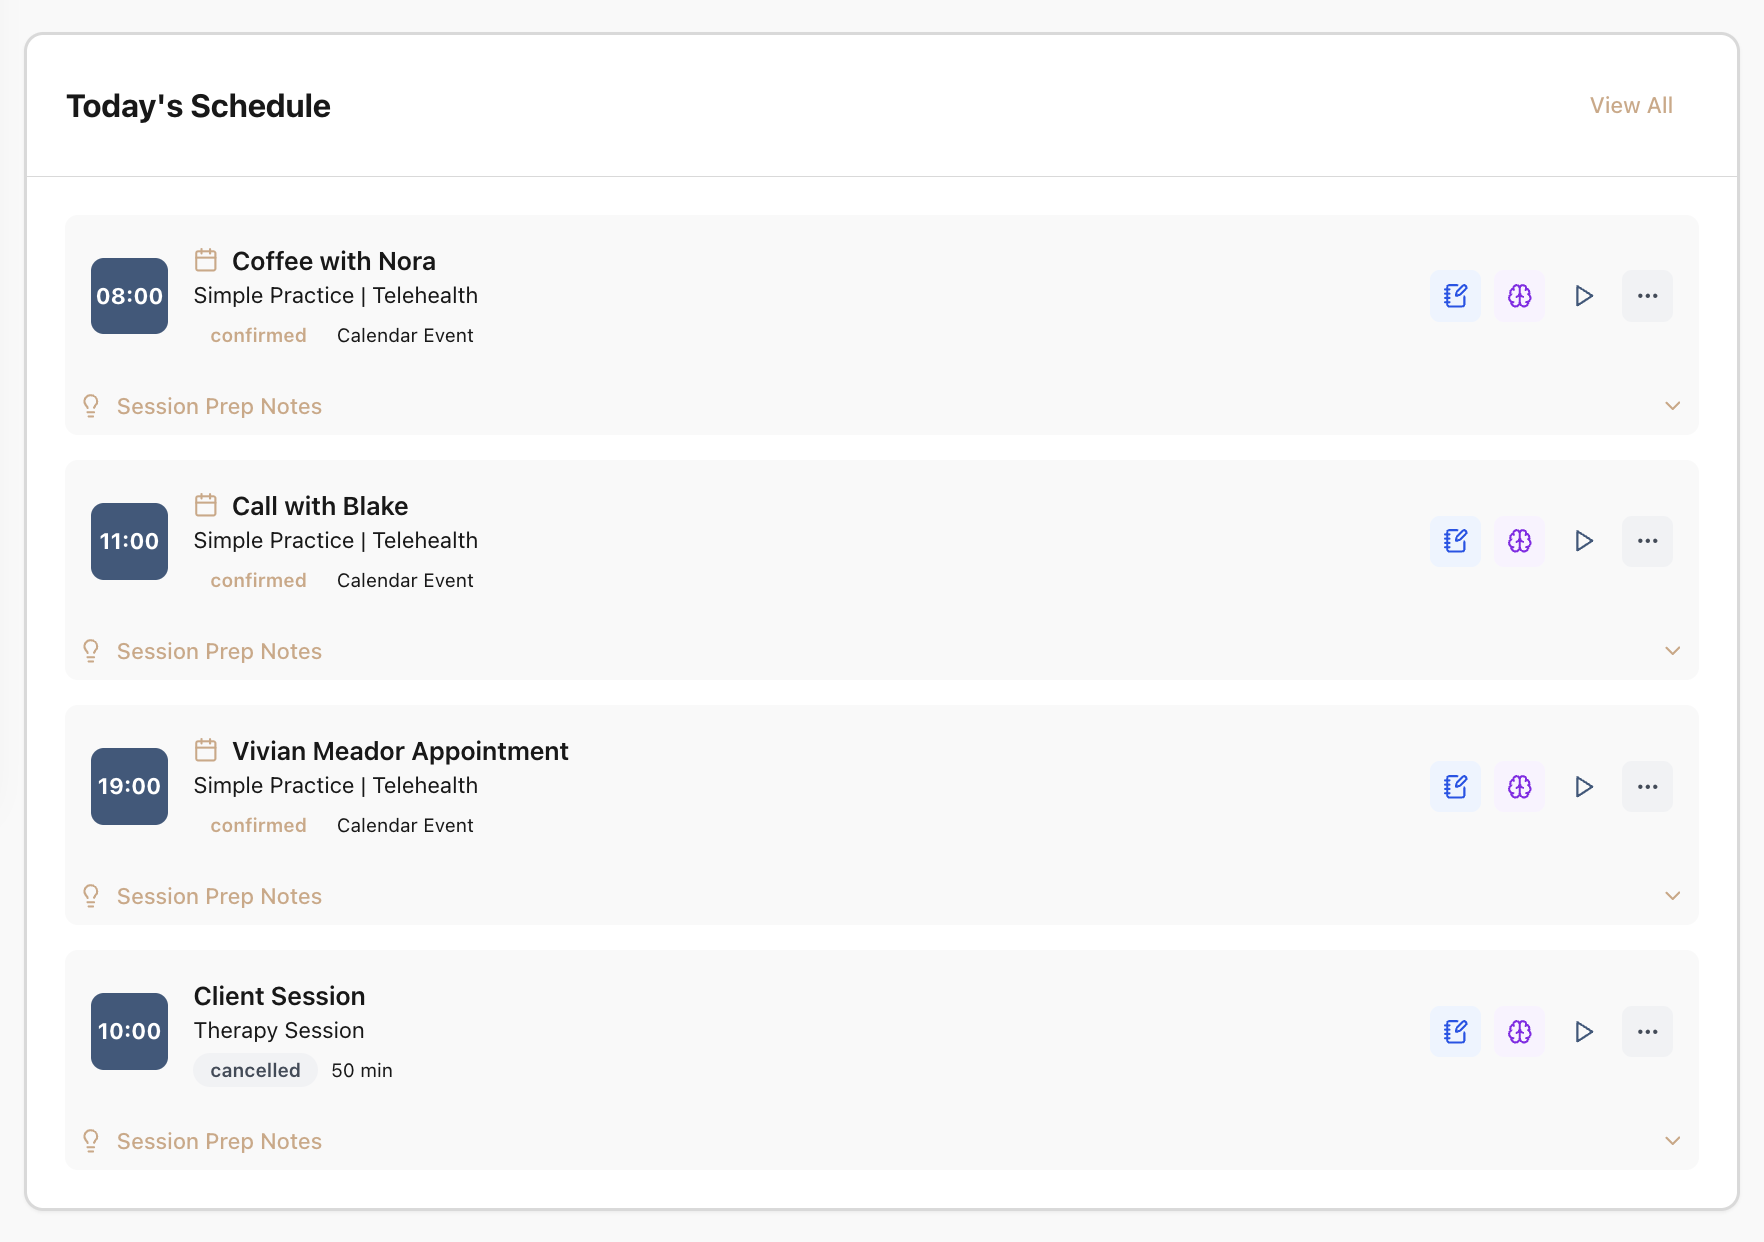 Today's Schedule
View All
08:00
Coffee with Nora
Simple Practice | Telehealth
confirmed Calendar Event
Session Prep Notes
11:00
Call with Blake
Simple Practice | Telehealth
confirmed Calendar Event
Session Prep Notes
19:00
Vivian Meador Appointment
Simple Practice | Telehealth
confirmed Calendar Event
Session Prep Notes
10:00
Client Session
Therapy Session
cancelled 50 min
Session Prep Notes